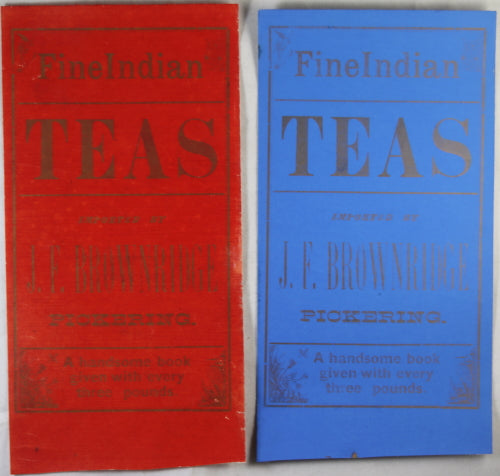 FineIndian
TEAS
IMPORTED BY
J. F. BROWNRIDGE
PICKERING.
A handsome book
given with every
three pounds.
FineIndian
TEAS
IMPORTED BY
J. F. BROWNRIDGE
PICKERING.
A handsome book
given with every
three pounds.